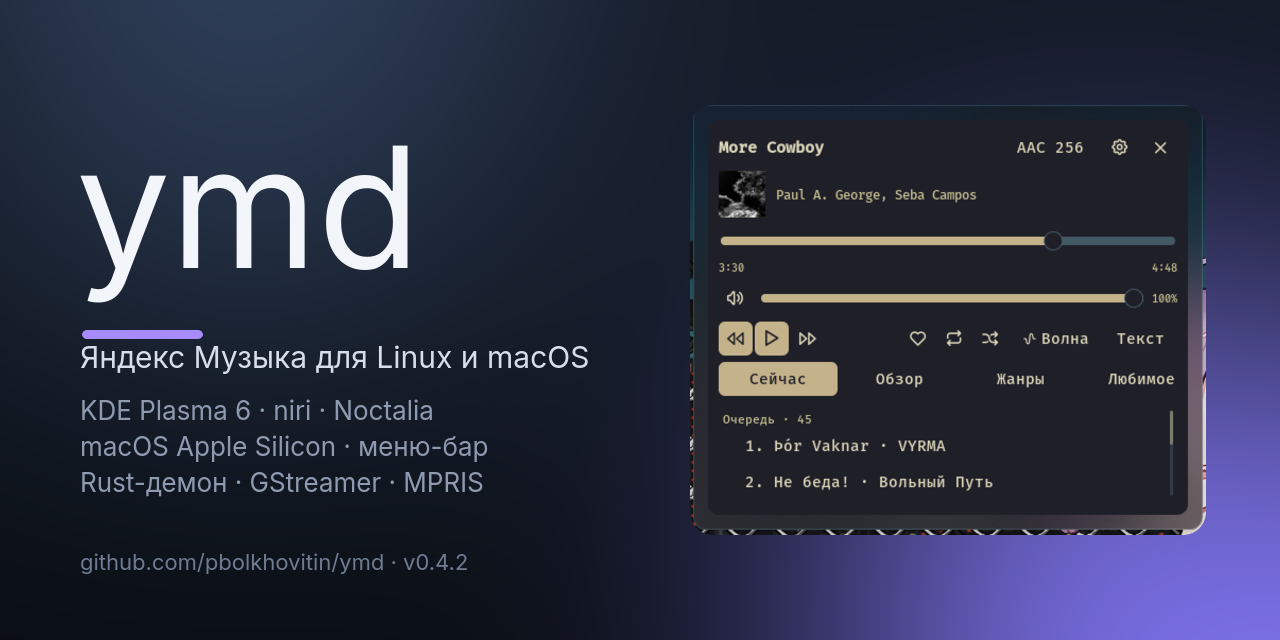 ymd
Яндекс Музыка для Linux и macOS
KDE Plasma 6 · niri · Noctalia
macOS Apple Silicon · меню-бар
Rust-демон · GStreamer · MPRIS
github.com/pbolkhovitin/ymd · v0.4.2
More Cowboy AAC 256
Paul A. George, Seba Campos
3:30 4:48
100%
Волна Текст
Сейчас Обзор Жанры Любимое
Очередь · 45
1. Þór Vaknar · VYRMA
2. Не беда! · Вольный Путь